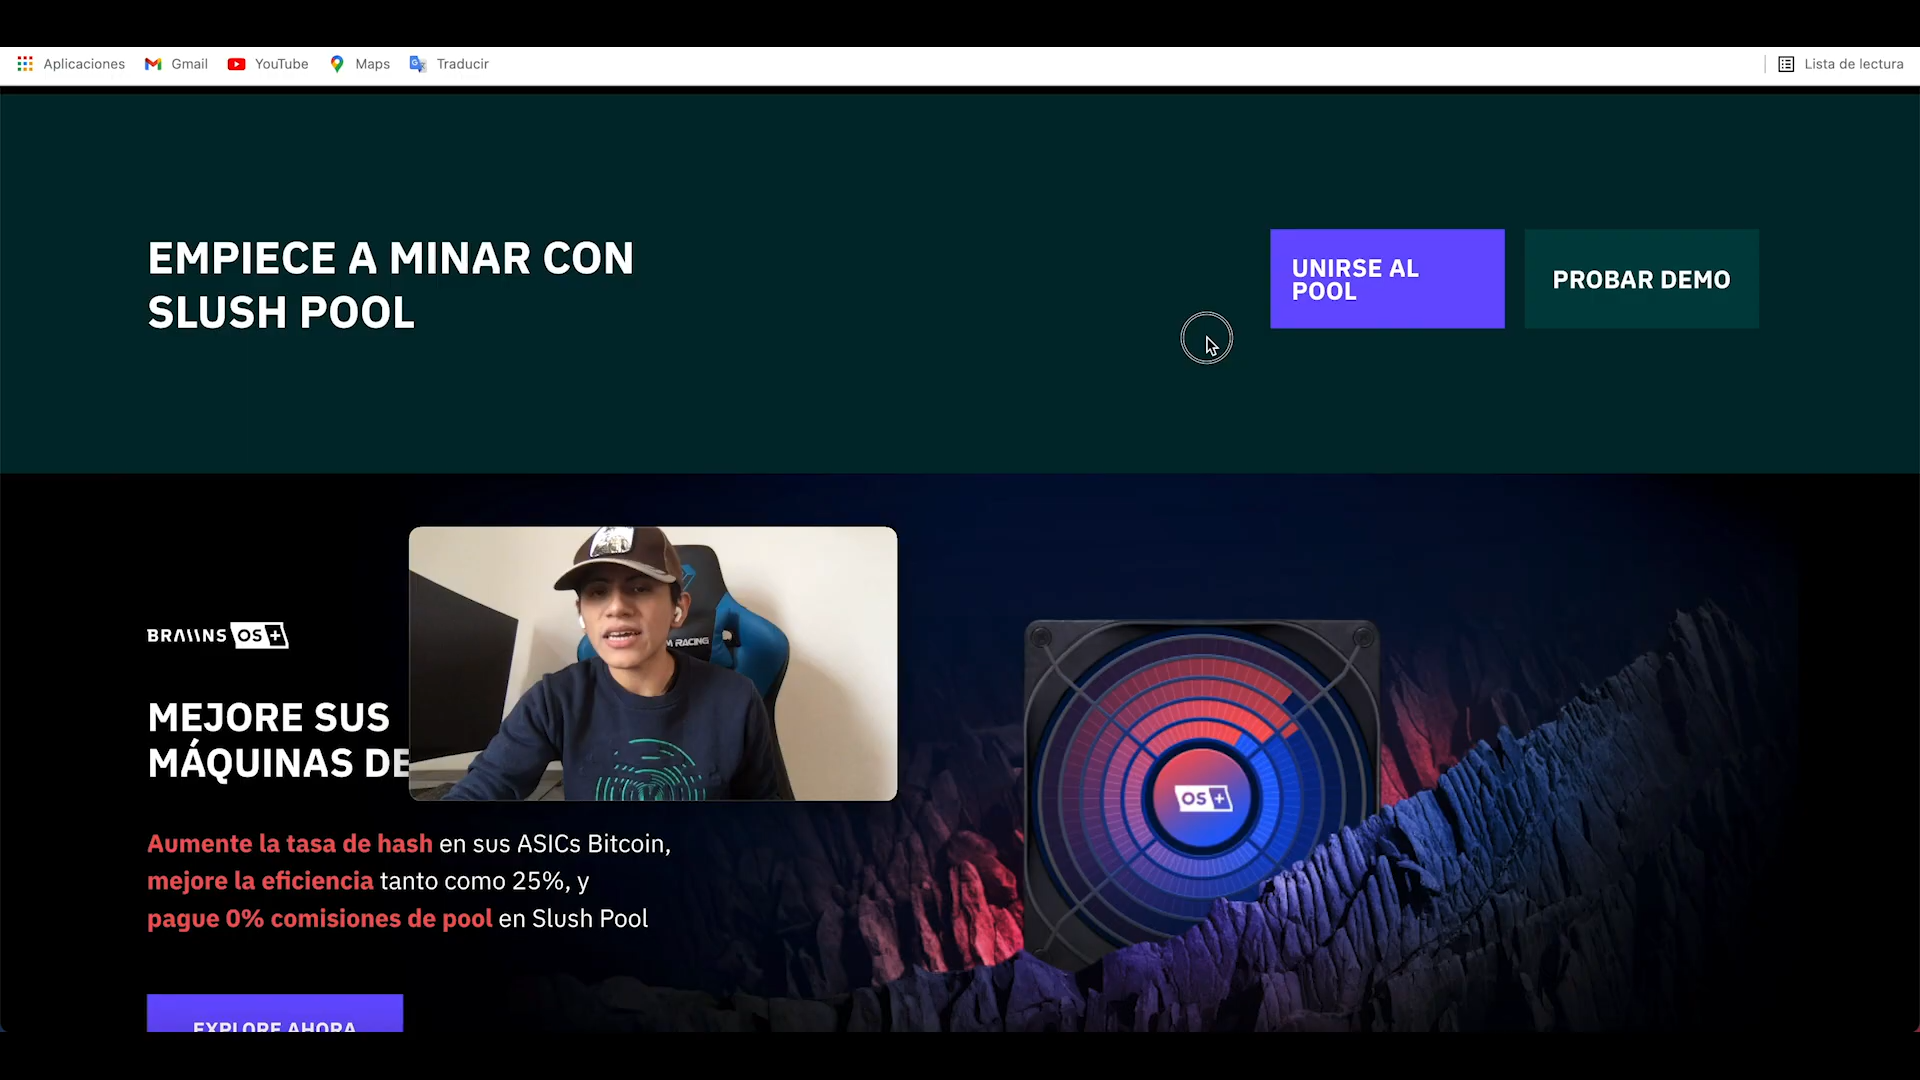 Aplicaciones Gmail YouTube Maps Traducir Lista de lectura
EMPIECE A MINAR CON
SLUSH POOL
UNIRSE AL
POOL
PROBAR DEMO
BRAIINS OS+
MEJORE SUS
MÁQUINAS DE
RACING
OS+
Aumente la tasa de hash en sus ASICs Bitcoin,
mejore la eficiencia tanto como 25%, y
pague 0% comisiones de pool en Slush Pool
EXPLORE AHORA